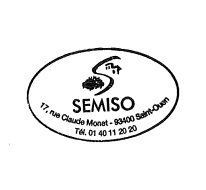 SEMISO
17, rue Claude Monet - 93400 Saint-Ouen
Tél. 01 40 11 20 20